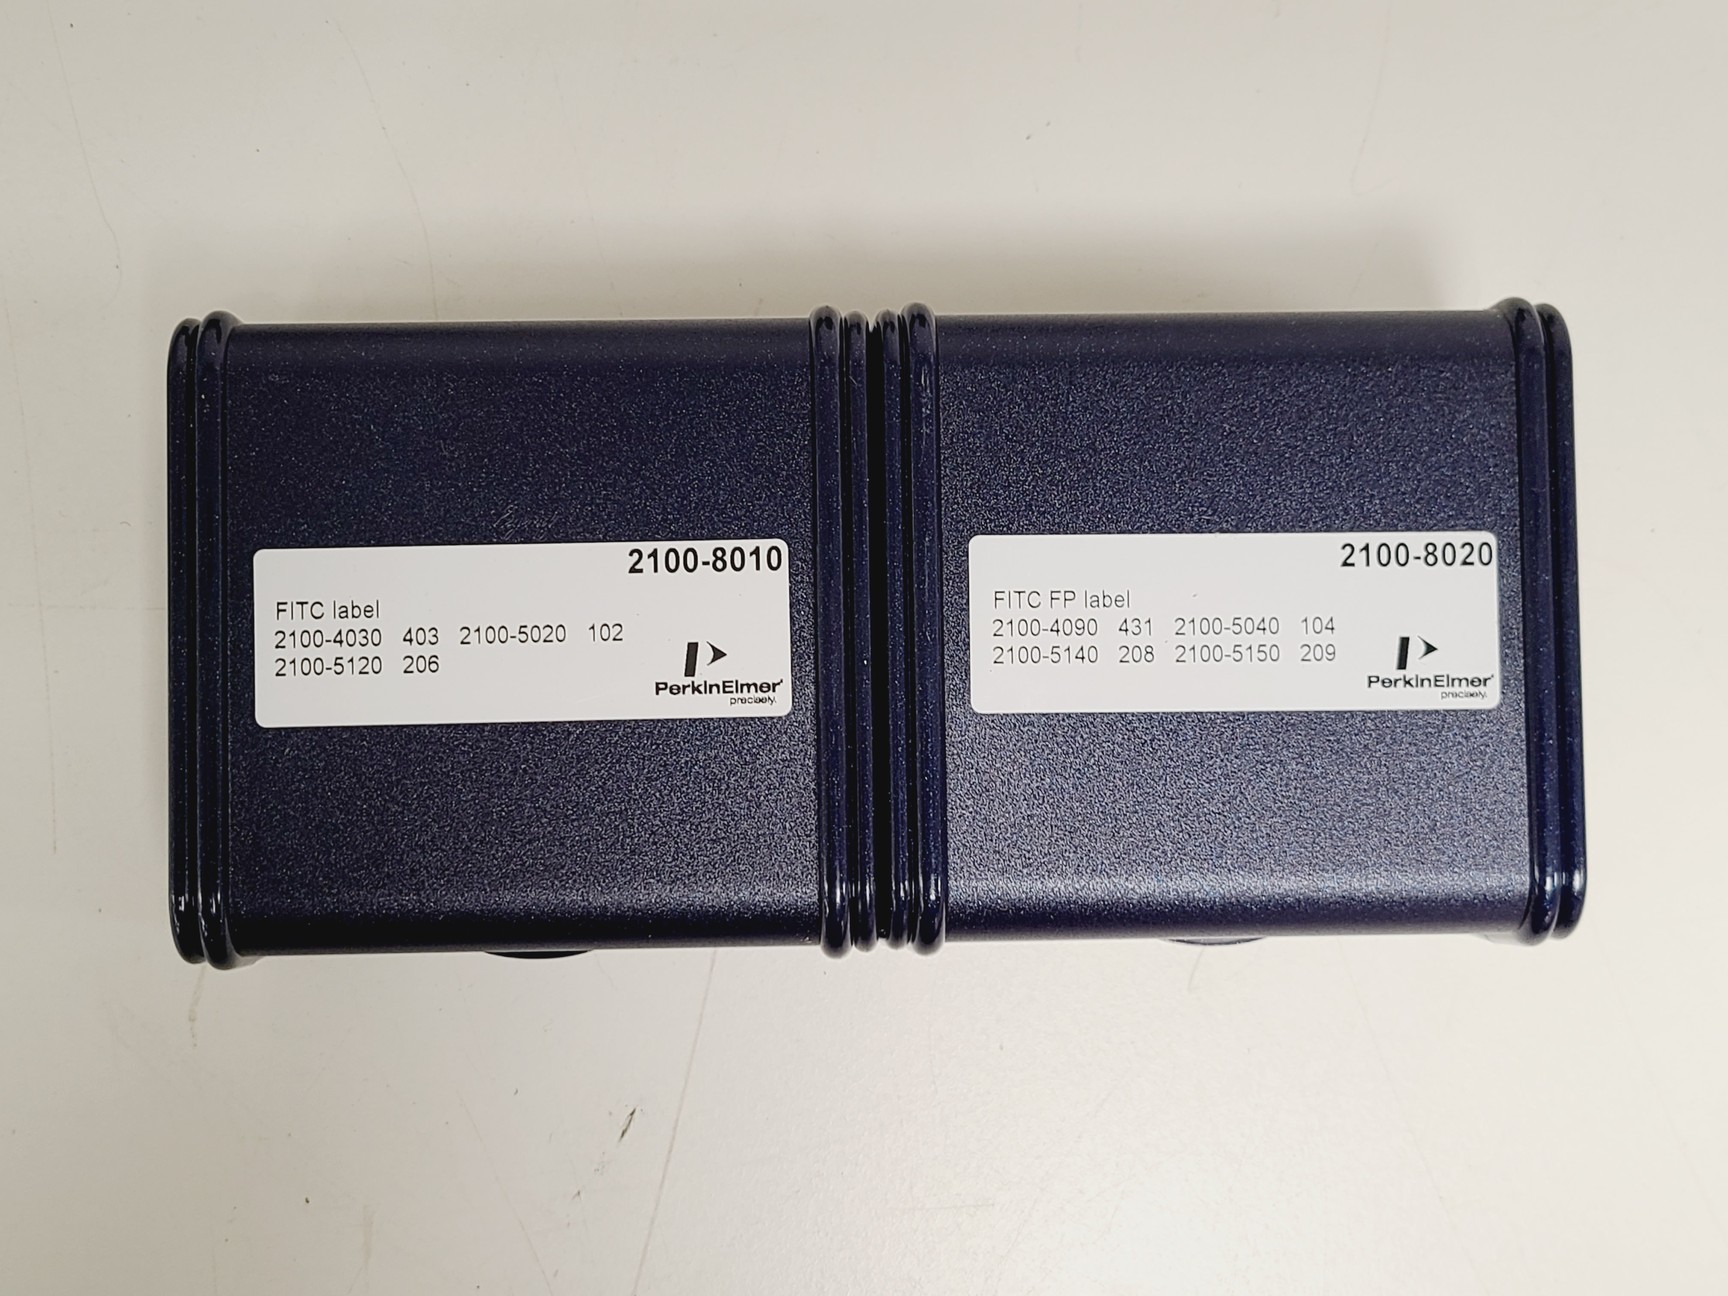 2100-8010
FITC label
2100-4030 403 2100-5020 102
2100-5120 206
PerkinElmer
precisely.
2100-8020
FITC FP label
2100-4090 431 2100-5040 104
2100-5140 208 2100-5150 209
PerkinElmer
precisely.